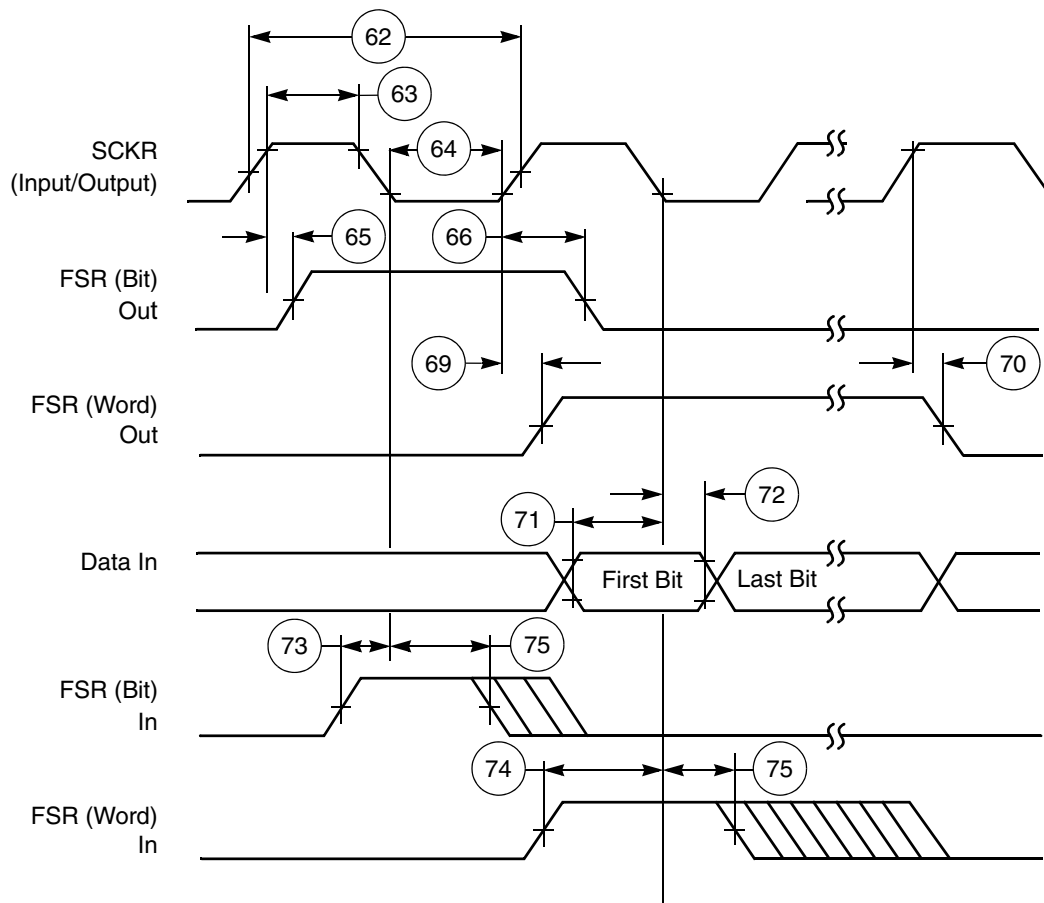 62
63
SCKR
(Input/Output)
64
65
66
FSR (Bit)
Out
69
70
FSR (Word)
Out
71
72
Data In
First Bit
Last Bit
73
75
FSR (Bit)
In
74
75
FSR (Word)
In